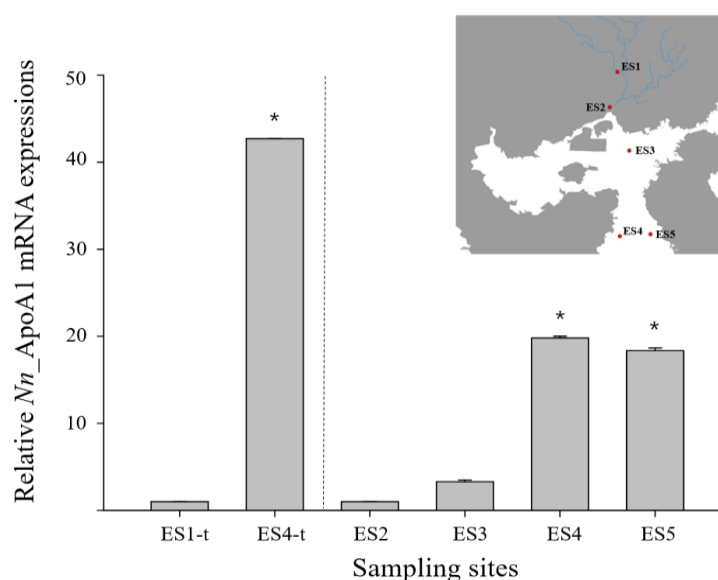 Relative Nn_ApoA1 mRNA expressions
50
40
30
20
10
*
*
*
ES1
ES2
ES3
ES4
ES5
ES1-t
ES4-t
ES2
ES3
ES4
ES5
Sampling sites